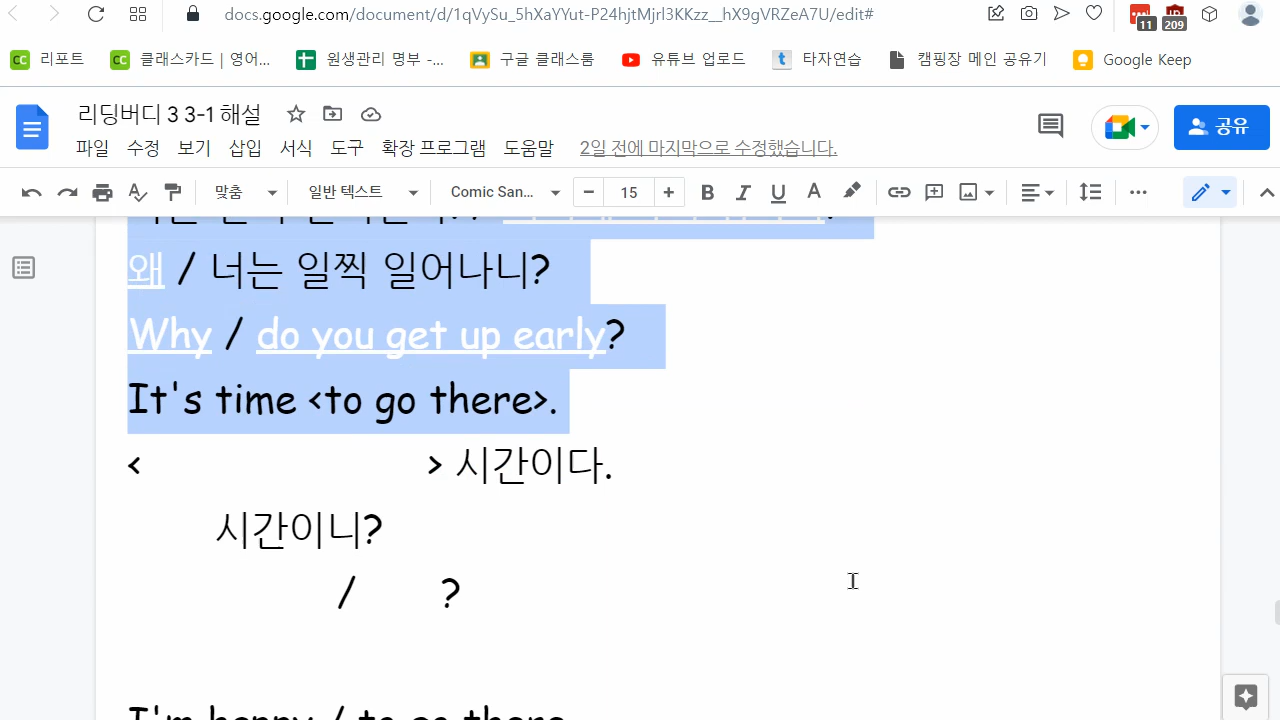 docs.google.com/document/d/1qVySu_5hXaYYut-P24hjtMjrl3KKzz__hX9gVRZeA7U/edit#
11 209
리포트 클래스카드 | 영어... 원생관리 명부 -... 구글 클래스룸 유튜브 업로드 타자연습 캠핑장 메인 공유기 Google Keep
리딩버디 3 3-1 해설
공유
파일 수정 보기 삽입 서식 도구 확장 프로그램 도움말 2일 전에 마지막으로 수정했습니다.
맞춤 일반 텍스트 Comic San... 15 B I U A
왜 / 너는 일찍 일어나니?
Why / do you get up early?
It's time <to go there>.
< > 시간이다.
시간이니?
/ ?
I'm happy / to go there